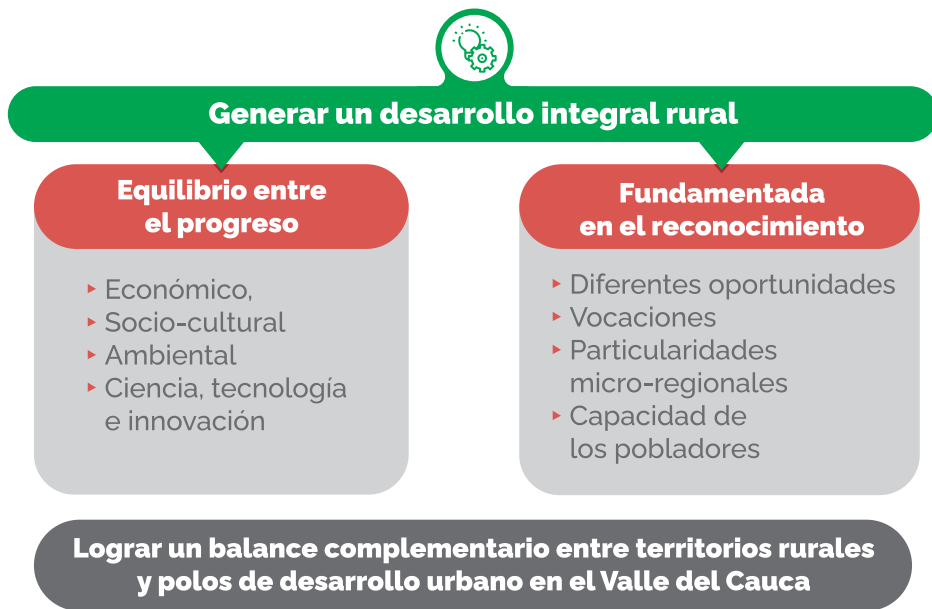 Generar un desarrollo integral rural
Equilibrio entre
el progreso
Económico,
Socio-cultural
Ambiental
Ciencia, tecnología
e innovación
Fundamentada
en el reconocimiento
Diferentes oportunidades
Vocaciones
Particularidades
micro-regionales
Capacidad de
los pobladores
Lograr un balance complementario entre territorios rurales
y polos de desarrollo urbano en el Valle del Cauca